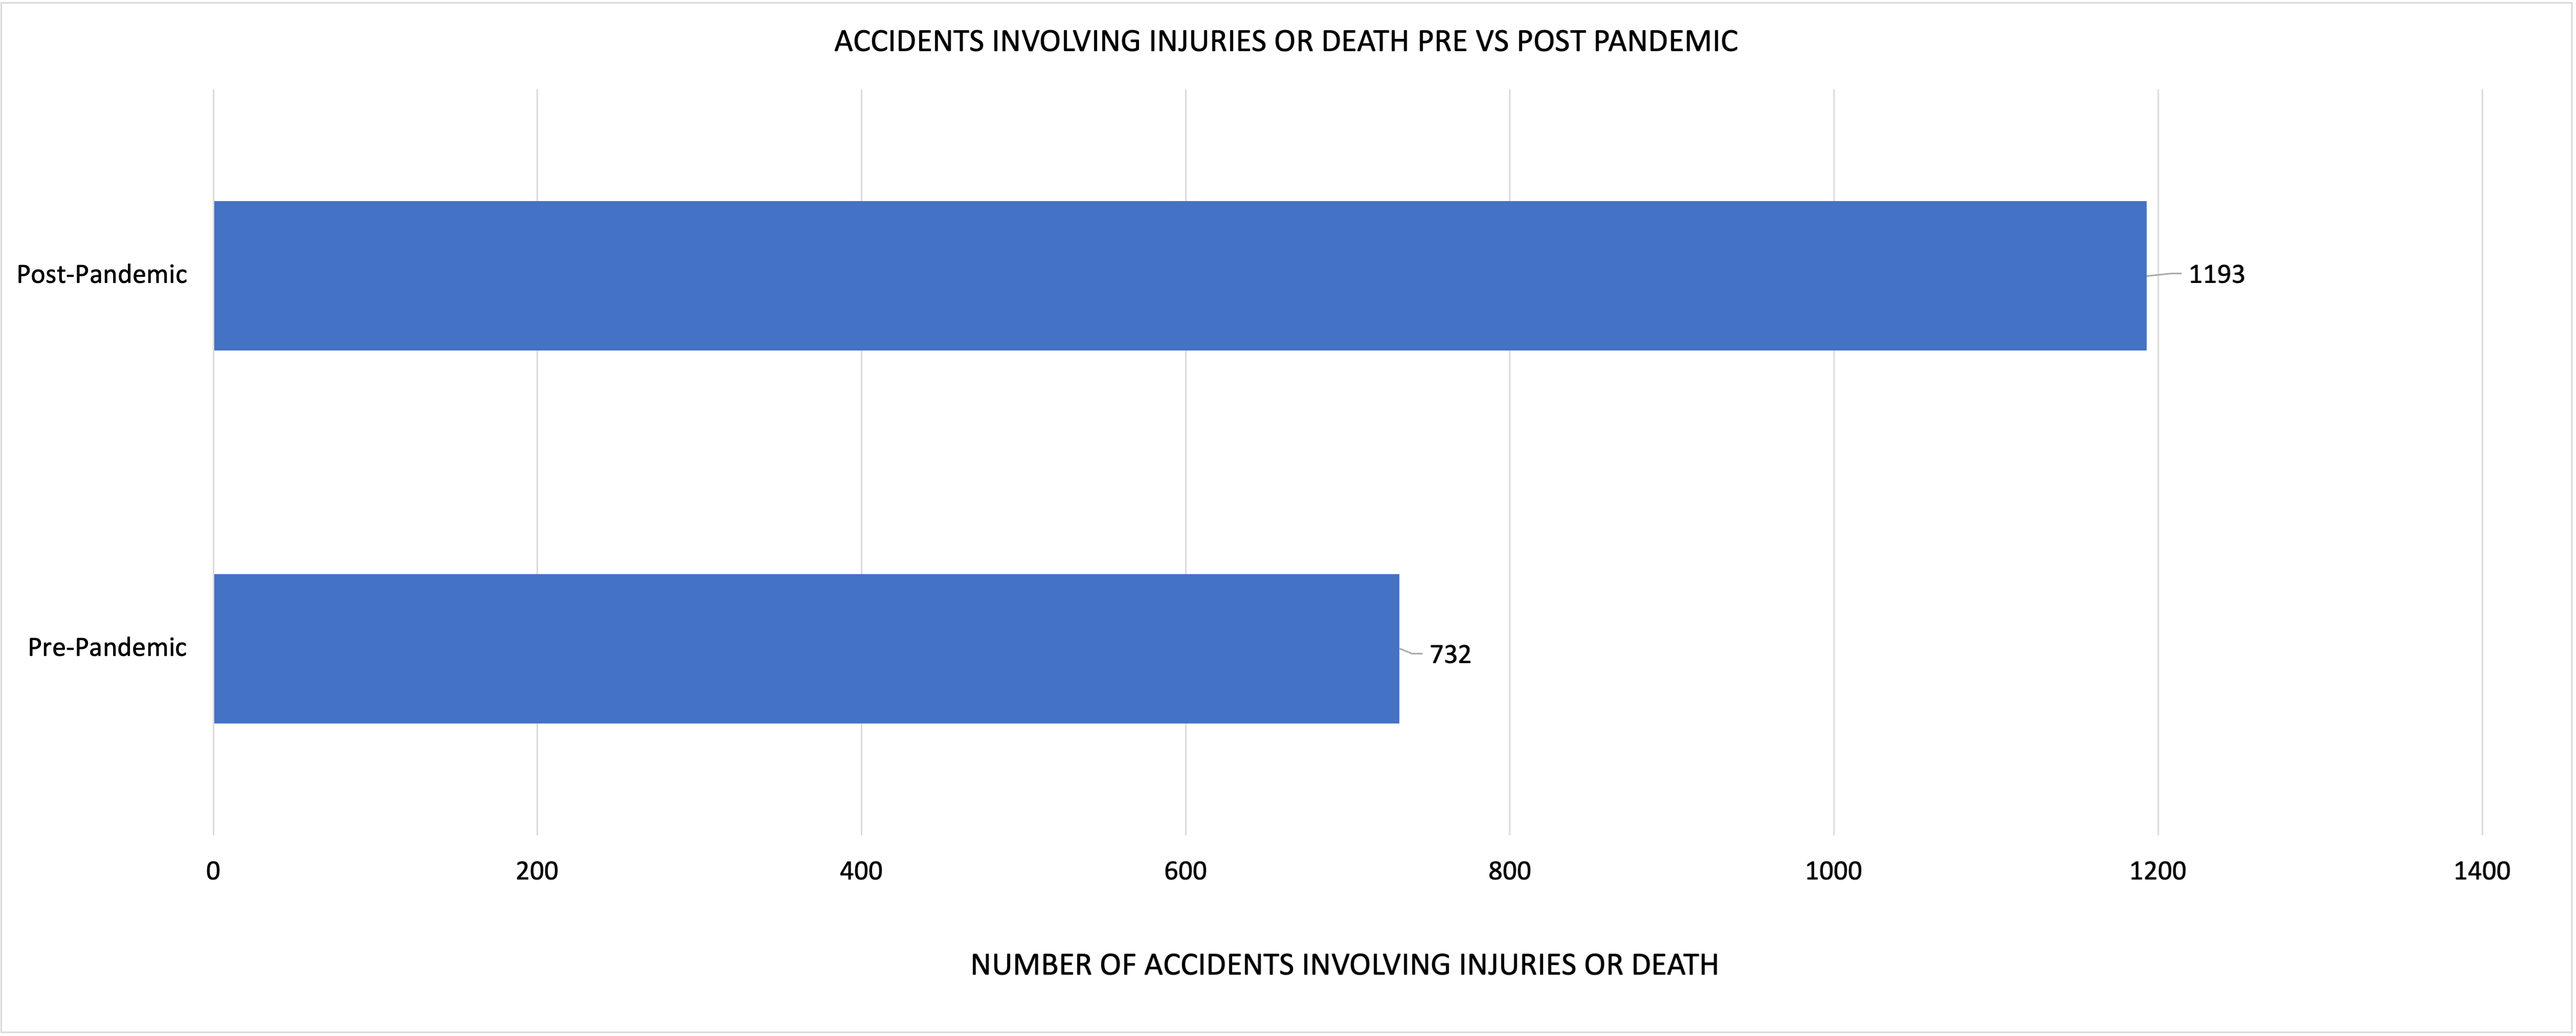 ACCIDENTS INVOLVING INJURIES OR DEATH PRE VS POST PANDEMIC
Post-Pandemic
1193
Pre-Pandemic
732
0 200 400 600 800 1000 1200 1400
NUMBER OF ACCIDENTS INVOLVING INJURIES OR DEATH